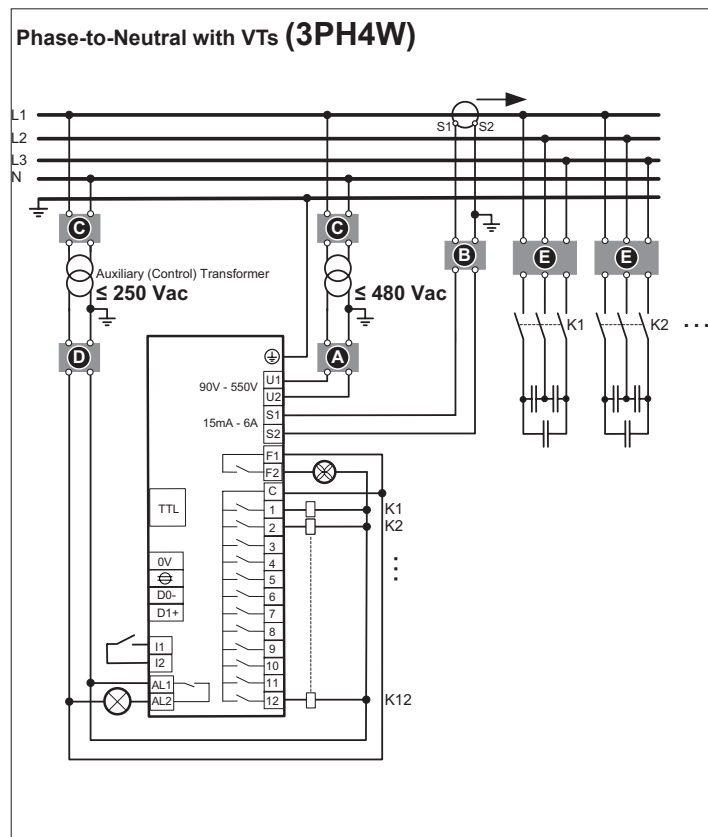 Phase-to-Neutral with VTs (3PH4W)
L1
S1 S2
L2
L3
N
C
C
B
E
E
Auxiliary (Control) Transformer
≤ 250 Vac
≤ 480 Vac
K1
K2 ...
D
A
90V - 550V
U1
U2
15mA - 6A
S1
S2
F1
F2
C
TTL
1
K1
2
K2
3
0V
4
5
D0-
6
D1+
7
8
I1
9
I2
10
AL1
11
AL2
12
K12